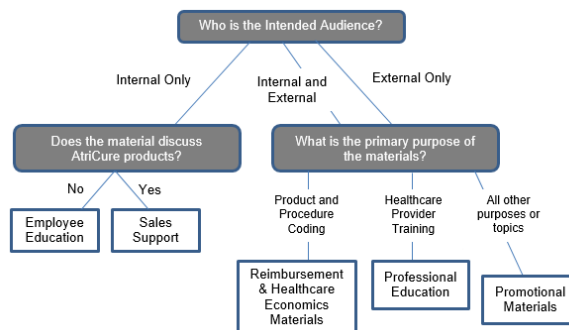 Who is the Intended Audience?
Internal Only
Internal and
External
External Only
Does the material discuss
AtriCure products?
What is the primary purpose of
the materials?
No
Yes
Product and
Procedure
Coding
Healthcare
Provider
Training
All other
purposes or
topics
Employee
Education
Sales
Support
Reimbursement
& Healthcare
Economics
Materials
Professional
Education
Promotional
Materials